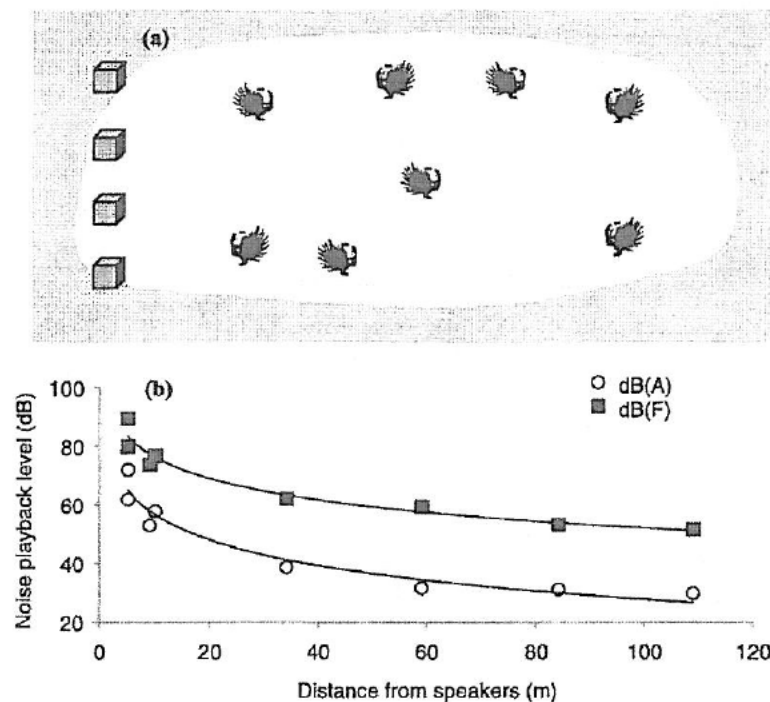 (a)
(b)
dB(A)
dB(F)
Noise playback level (dB)
100
80
60
40
20
0
20
40
60
80
100
120
Distance from speakers (m)